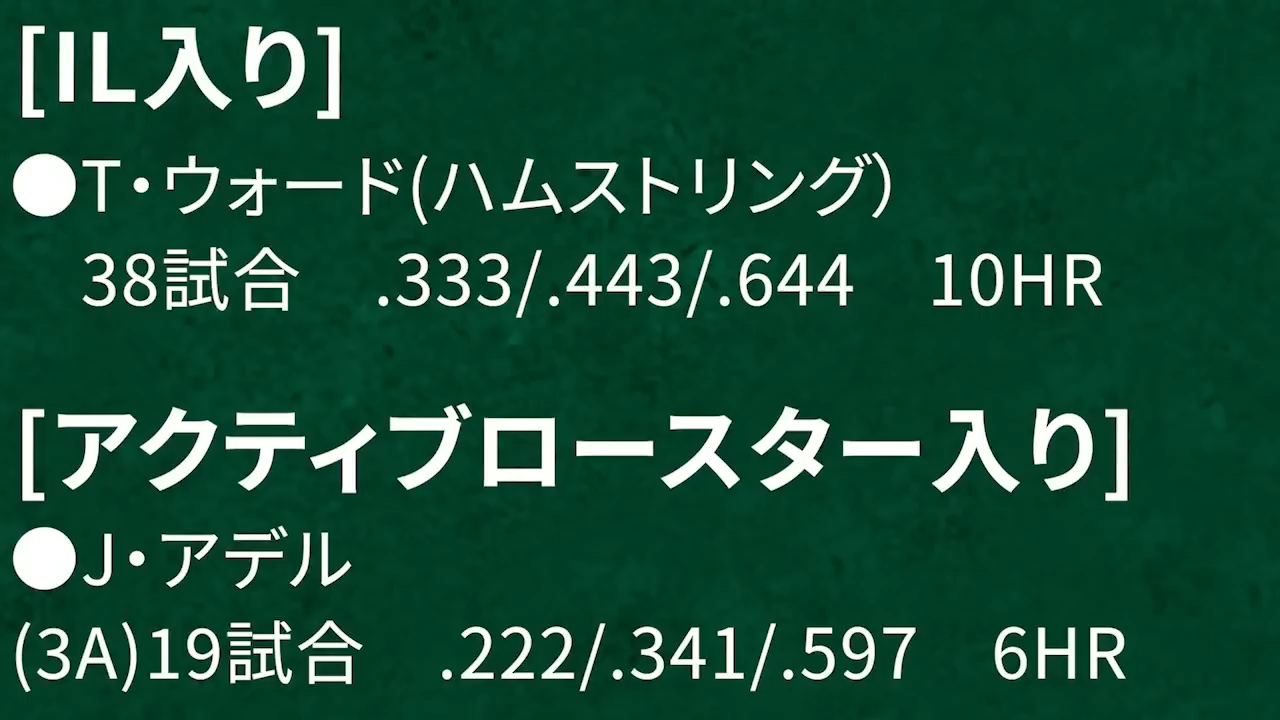 [IL入り]
●T・ウォード(ハムストリング)
38試合　.333/.443/.644　10HR
[アクティブロースター入り]
●J・アデル
(3A)19試合　.222/.341/.597　6HR